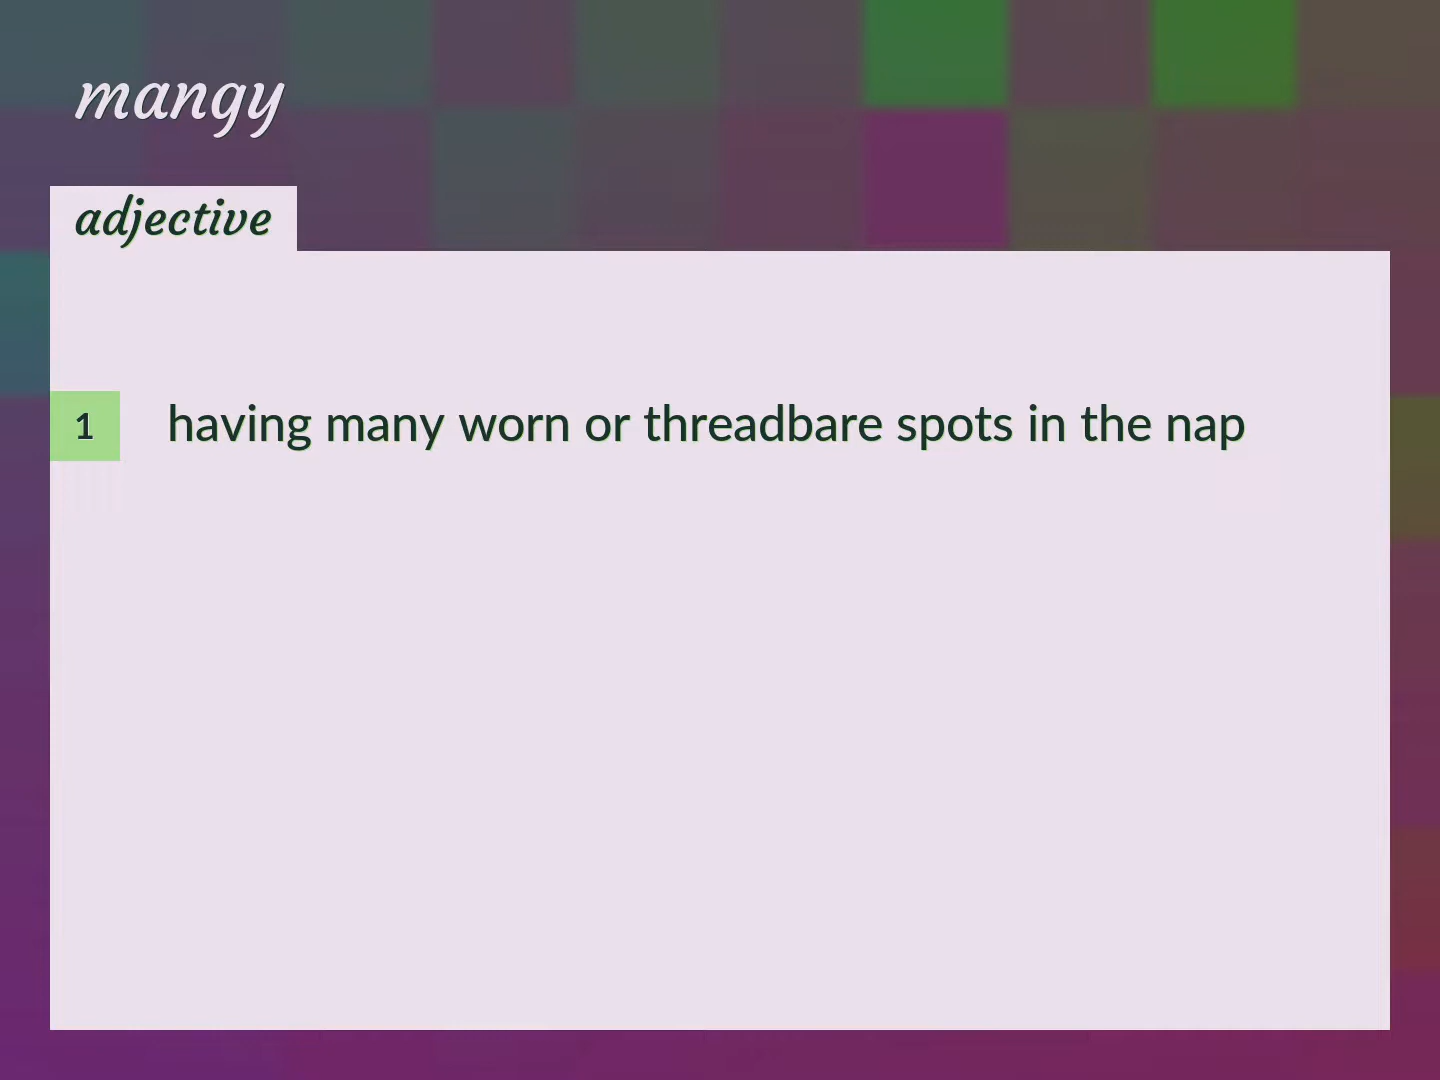 mangy
adjective
1 having many worn or threadbare spots in the nap